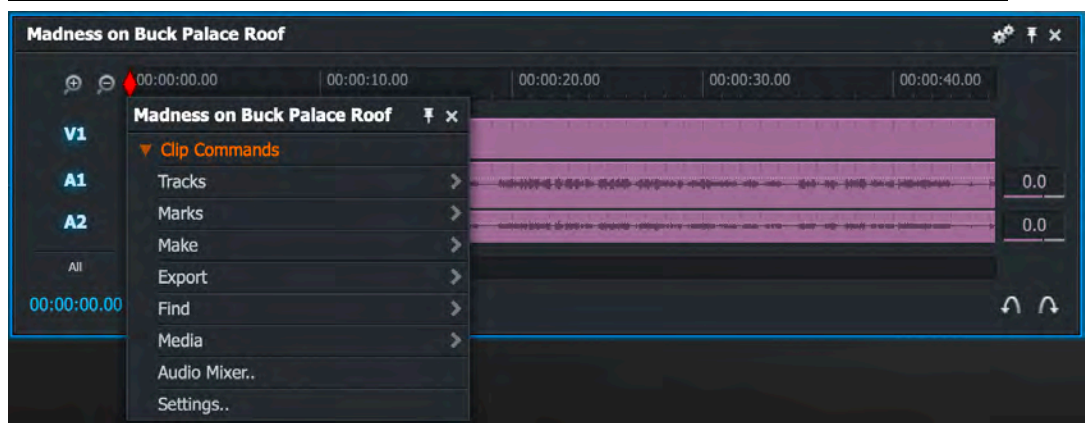 Madness on Buck Palace Roof
00:00:00.00 00:00:10.00 00:00:20.00 00:00:30.00 00:00:40.00
Madness on Buck Palace Roof
V1
Clip Commands
A1
Tracks
0.0
Marks
A2
0.0
Make
All
Export
00:00:00.00
Find
Media
Audio Mixer..
Settings..